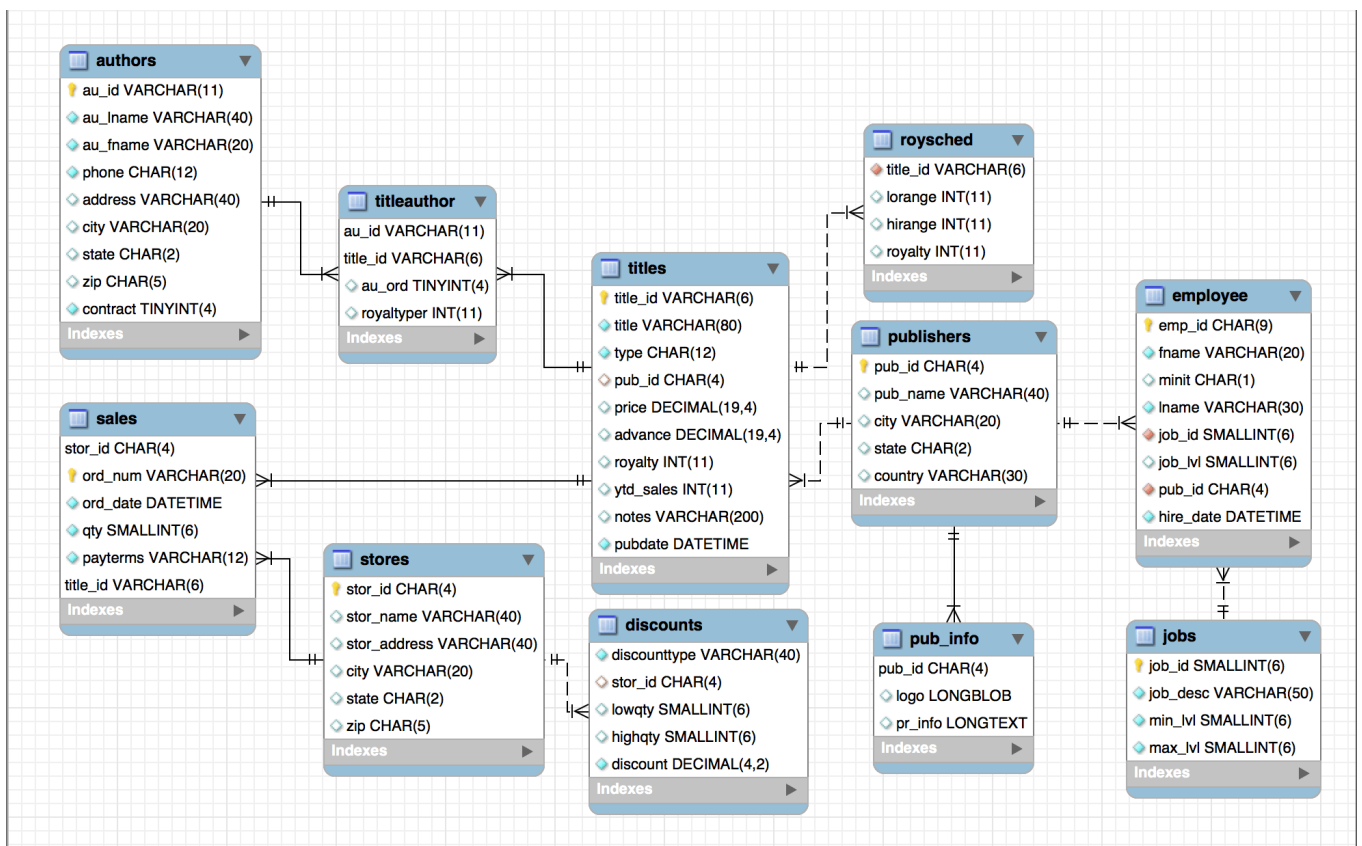 authors
au_id VARCHAR(11)
au_lname VARCHAR(40)
au_fname VARCHAR(20)
phone CHAR(12)
address VARCHAR(40)
city VARCHAR(20)
state CHAR(2)
zip CHAR(5)
contract TINYINT(4)
Indexes
titleauthor
au_id VARCHAR(11)
title_id VARCHAR(6)
au_ord TINYINT(4)
royaltyper INT(11)
Indexes
titles
title_id VARCHAR(6)
title VARCHAR(80)
type CHAR(12)
pub_id CHAR(4)
price DECIMAL(19,4)
advance DECIMAL(19,4)
royalty INT(11)
ytd_sales INT(11)
notes VARCHAR(200)
pubdate DATETIME
Indexes
roysched
title_id VARCHAR(6)
lorange INT(11)
hirange INT(11)
royalty INT(11)
Indexes
publishers
pub_id CHAR(4)
pub_name VARCHAR(40)
city VARCHAR(20)
state CHAR(2)
country VARCHAR(30)
Indexes
employee
emp_id CHAR(9)
fname VARCHAR(20)
minit CHAR(1)
lname VARCHAR(30)
job_id SMALLINT(6)
job_lvl SMALLINT(6)
pub_id CHAR(4)
hire_date DATETIME
Indexes
sales
stor_id CHAR(4)
ord_num VARCHAR(20)
ord_date DATETIME
qty SMALLINT(6)
payterms VARCHAR(12)
title_id VARCHAR(6)
Indexes
stores
stor_id CHAR(4)
stor_name VARCHAR(40)
stor_address VARCHAR(40)
city VARCHAR(20)
state CHAR(2)
zip CHAR(5)
Indexes
discounts
discounttype VARCHAR(40)
stor_id CHAR(4)
lowqty SMALLINT(6)
highqty SMALLINT(6)
discount DECIMAL(4,2)
Indexes
pub_info
pub_id CHAR(4)
logo LONGBLOB
pr_info LONGTEXT
Indexes
jobs
job_id SMALLINT(6)
job_desc VARCHAR(50)
min_lvl SMALLINT(6)
max_lvl SMALLINT(6)
Indexes